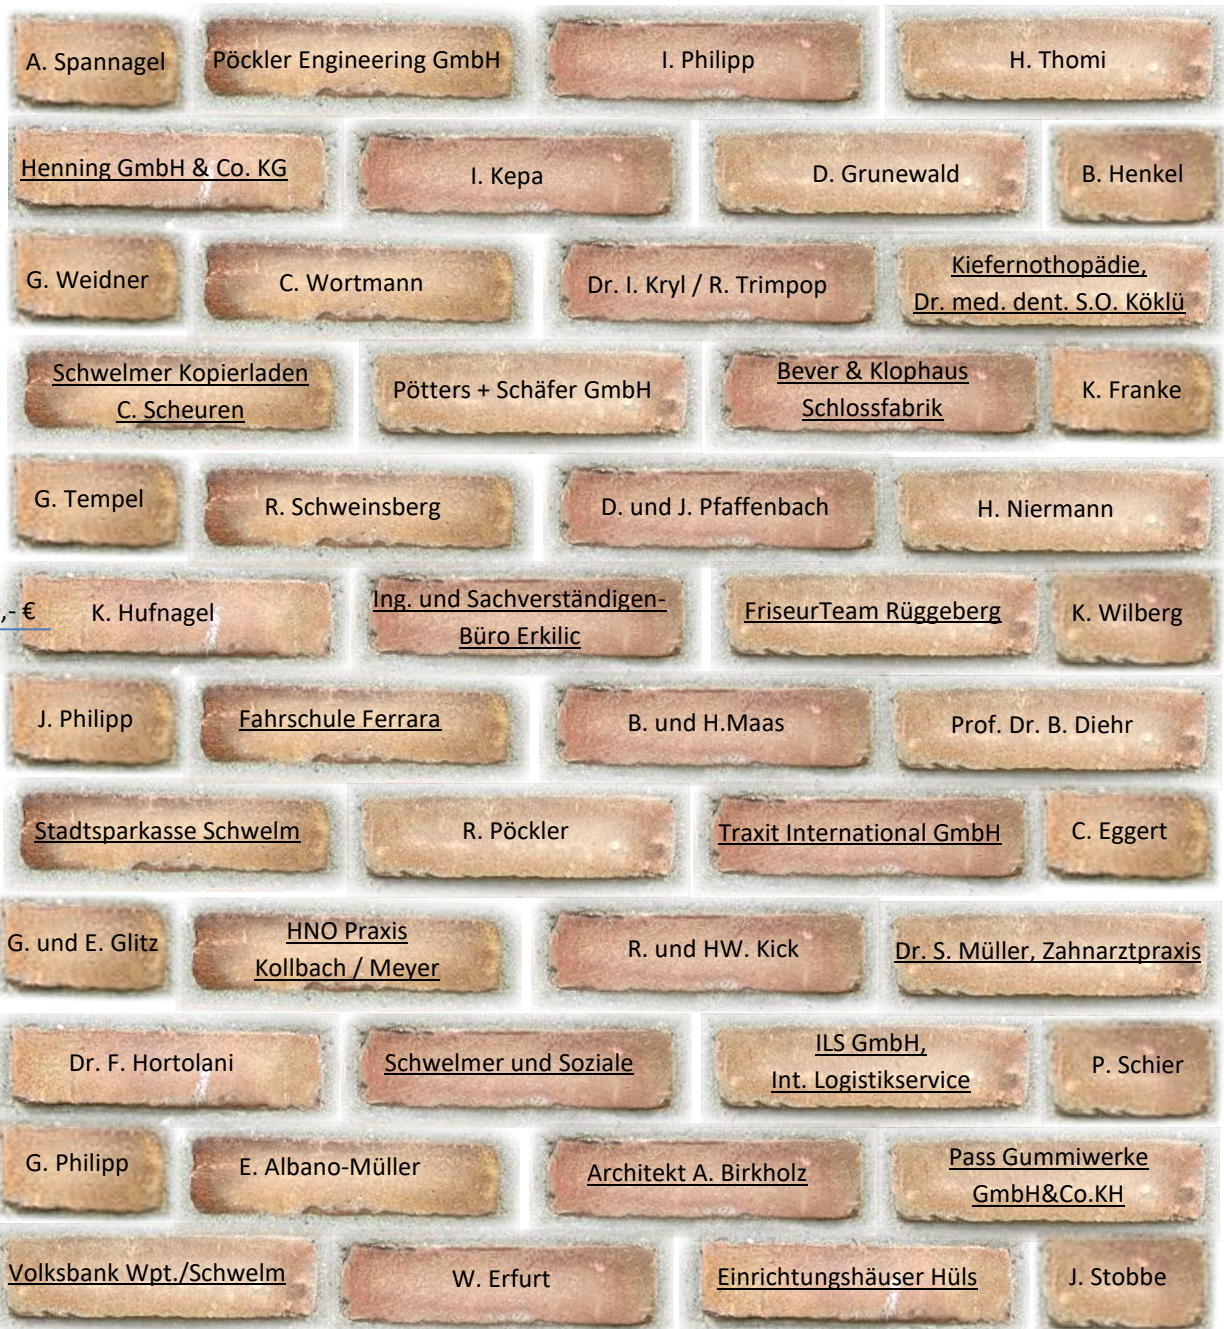 A. Spannagel
Pöckler Engineering GmbH
I. Philipp
H. Thomi
Henning GmbH & Co. KG
I. Kepa
D. Grunewald
B. Henkel
G. Weidner
C. Wortmann
Dr. I. Kryl / R. Trimpop
Kiefernothopädie,
Dr. med. dent. S.O. Köklü
Schwelmer Kopierladen
C. Scheuren
Pötters + Schäfer GmbH
Bever & Klophaus
Schlossfabrik
K. Franke
G. Tempel
R. Schweinsberg
D. und J. Pfaffenbach
H. Niermann
,- €
K. Hufnagel
Ing. und Sachverständigen-
Büro Erkilic
FriseurTeam Rüggeberg
K. Wilberg
J. Philipp
Fahrschule Ferrara
B. und H.Maas
Prof. Dr. B. Diehr
Stadtsparkasse Schwelm
R. Pöckler
Traxit International GmbH
C. Eggert
G. und E. Glitz
HNO Praxis
Kollbach / Meyer
R. und HW. Kick
Dr. S. Müller, Zahnarztpraxis
Dr. F. Hortolani
Schwelmer und Soziale
ILS GmbH,
Int. Logistikservice
P. Schier
G. Philipp
E. Albano-Müller
Architekt A. Birkholz
Pass Gummiwerke
GmbH&Co.KH
Volksbank Wpt./Schwelm
W. Erfurt
Einrichtungshäuser Hüls
J. Stobbe